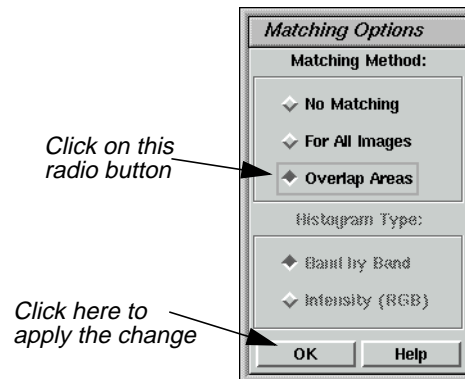 Matching Options
Matching Method:
No Matching
For All Images
Click on this
radio button
Overlap Areas
Histogram Type:
Band by Band
Intensity (RGB)
Click here to
apply the change
OK
Help